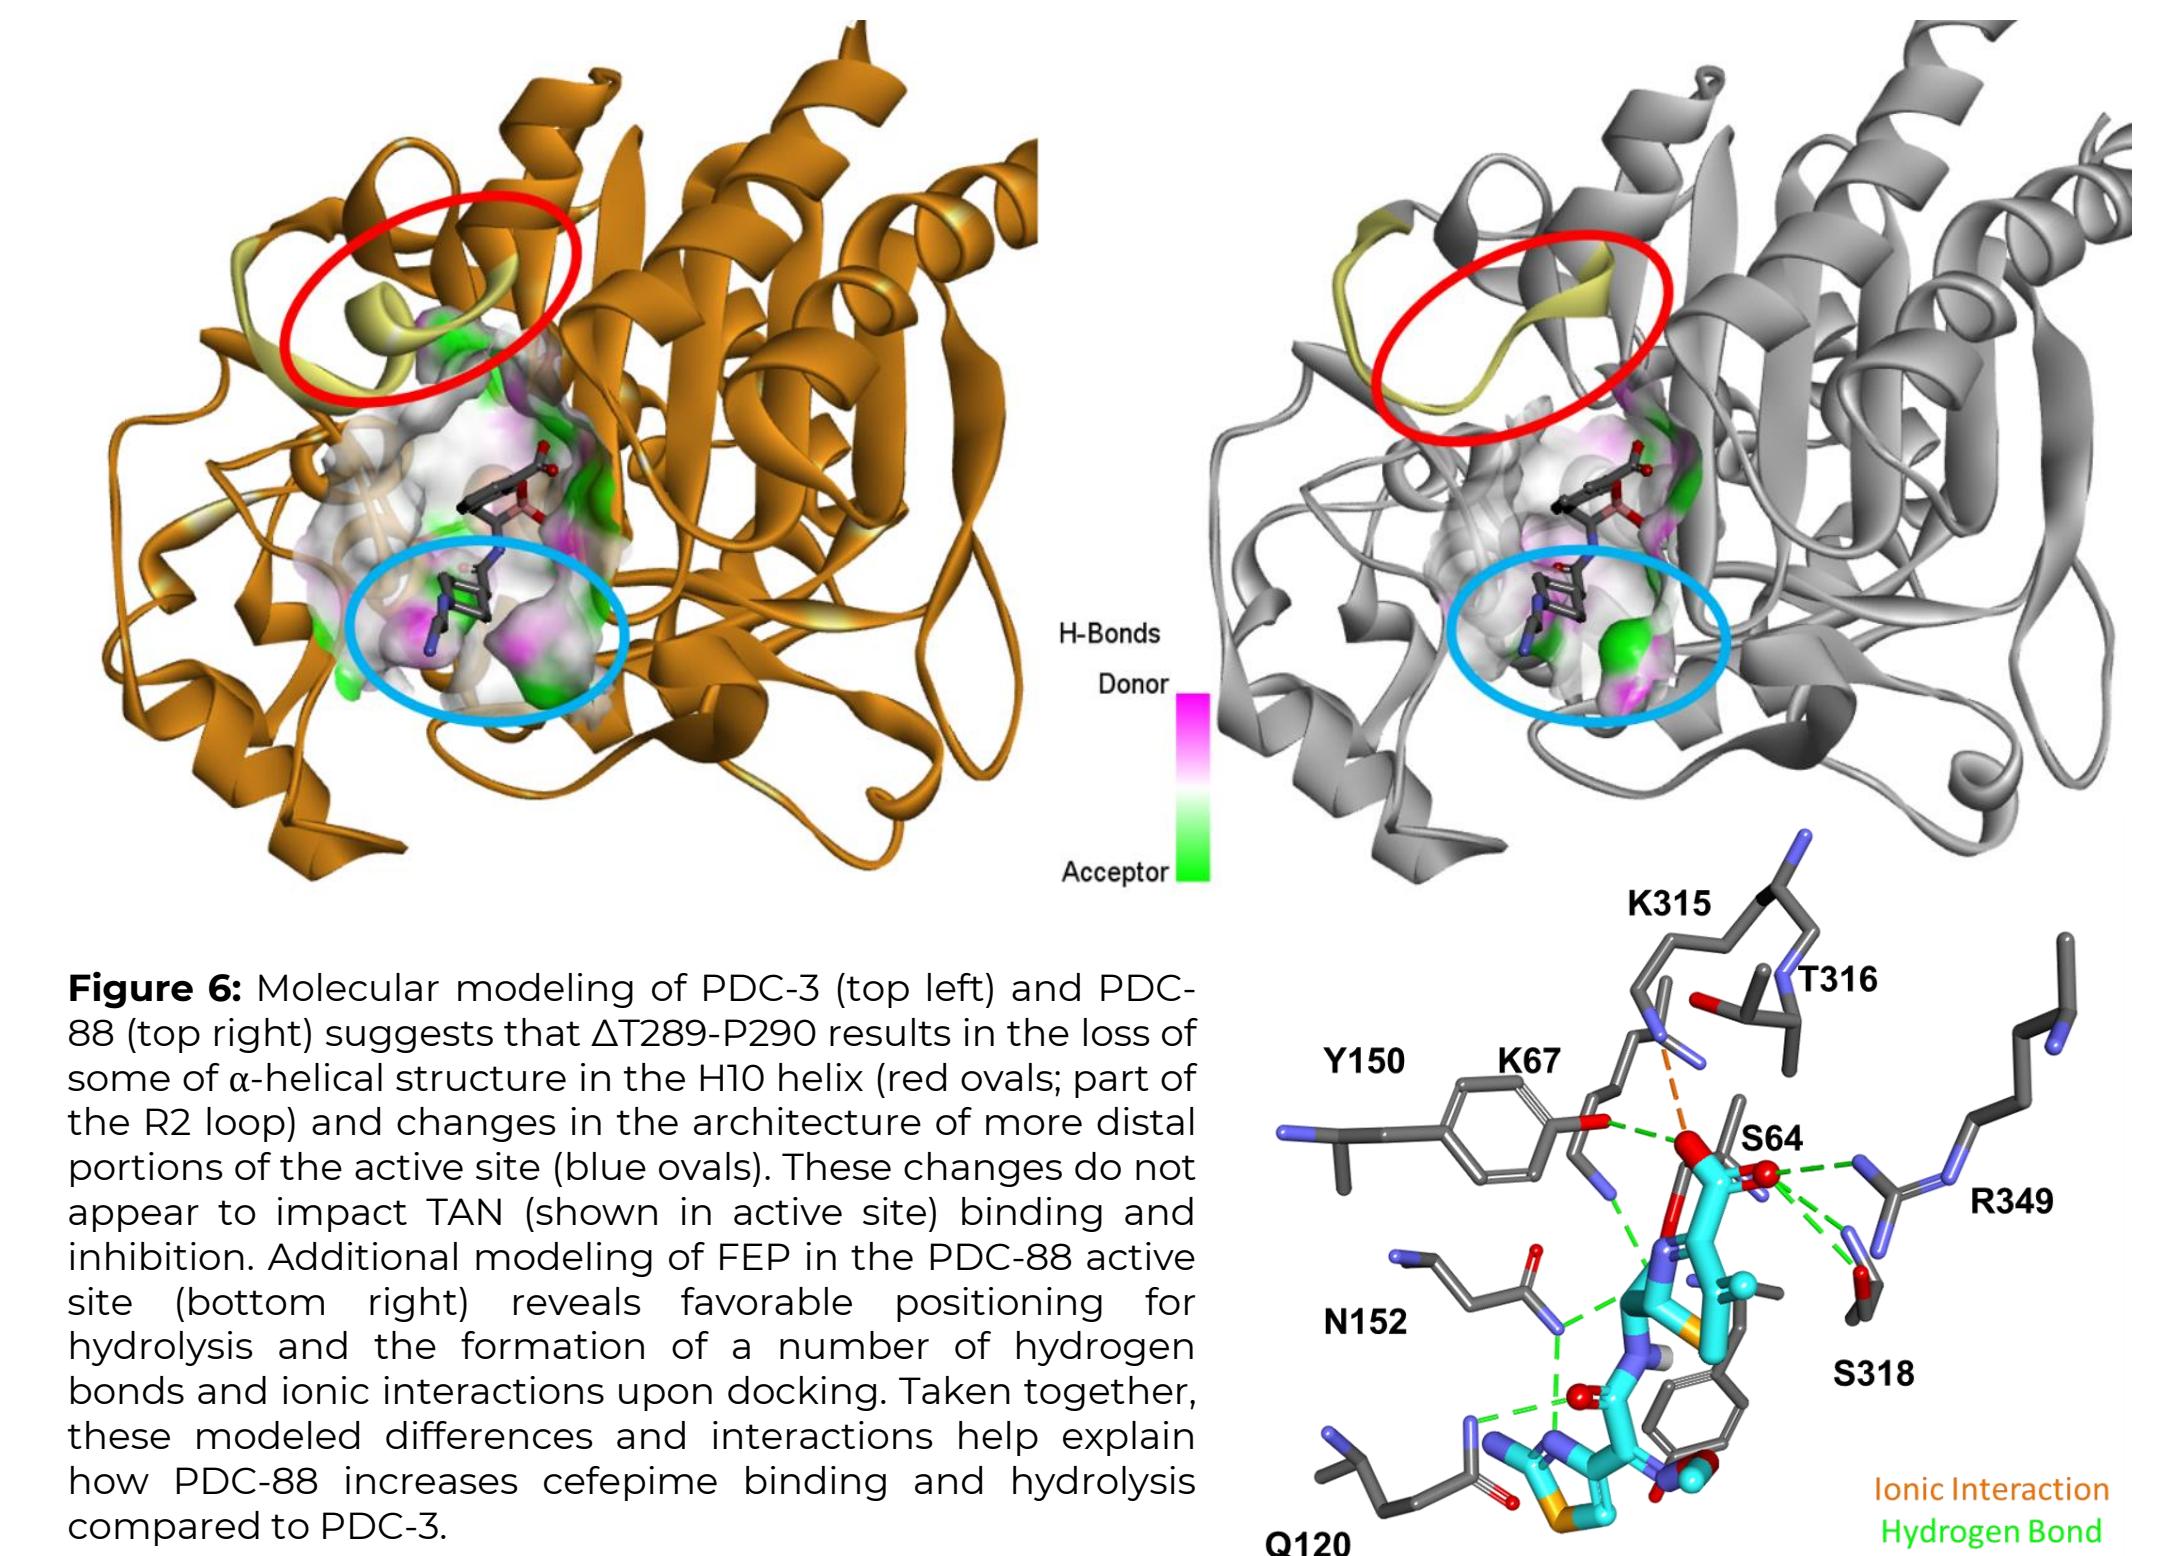 H-Bonds
Donor
Acceptor
Figure 6: Molecular modeling of PDC-3 (top left) and PDC-
88 (top right) suggests that ΔT289-P290 results in the loss of
some of α-helical structure in the H10 helix (red ovals; part of
the R2 loop) and changes in the architecture of more distal
portions of the active site (blue ovals). These changes do not
appear to impact TAN (shown in active site) binding and
inhibition. Additional modeling of FEP in the PDC-88 active
site (bottom right) reveals favorable positioning for
hydrolysis and the formation of a number of hydrogen
bonds and ionic interactions upon docking. Taken together,
these modeled differences and interactions help explain
how PDC-88 increases cefepime binding and hydrolysis
compared to PDC-3.
K315
T316
Y150
K67
S64
R349
N152
S318
Q120
Ionic Interaction
Hydrogen Bond